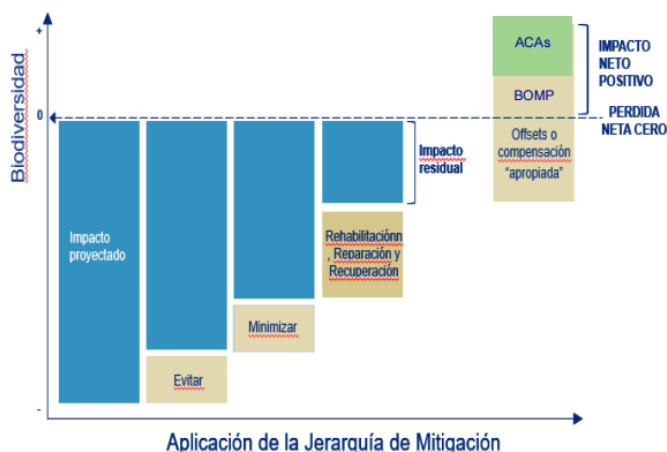 +
Biodiversidad
0
-
Impacto
proyectado
Evitar
Minimizar
Rehabilitaciónn
, Reparación y
Recuperación
Impacto
residual
ACAs
BOMP
Offsets o
compensación
"apropiada"
IMPACTO
NETO
POSITIVO
PERDIDA
NETA CERO
Aplicación de la Jerarquía de Mitigación